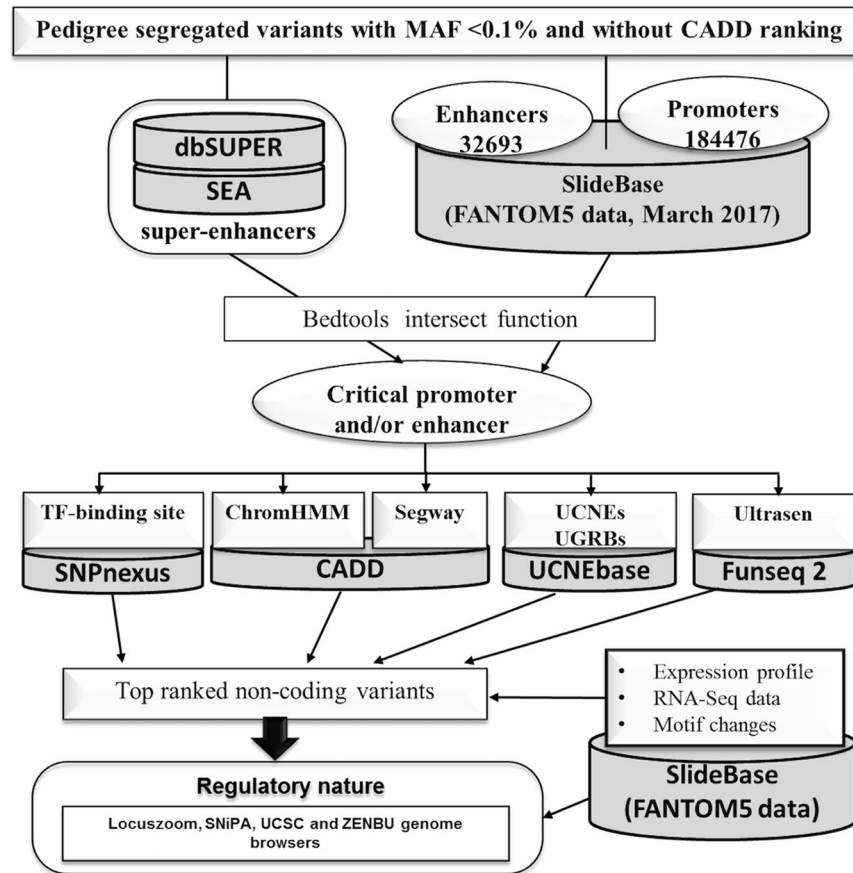 Pedigree segregated variants with MAF <0.1% and without CADD ranking
dbSUPER
SEA
super-enhancers
Enhancers
32693
Promoters
184476
SlideBase
(FANTOM5 data, March 2017)
Bedtools intersect function
Critical promoter
and/or enhancer
TF-binding site
SNPnexus
ChromHMM
Segway
CADD
UCNEs
UGRBs
UCNEbase
Ultrasen
Funseq 2
Top ranked non-coding variants
• Expression profile
• RNA-Seq data
• Motif changes
SlideBase
(FANTOM5 data)
Regulatory nature
Locuszoom, SNiPA, UCSC and ZENBU genome
browsers